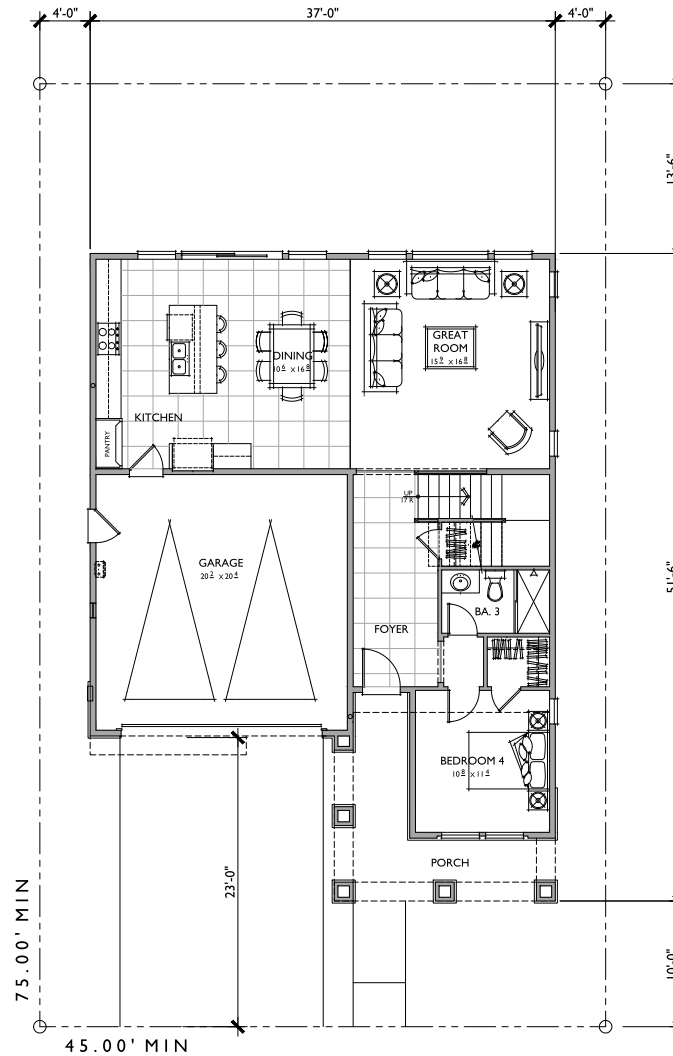 4'-0"
37'-0"
4'-0"
13'-6"
GREAT
ROOM
15⁹ x 16⁸
DINING
10⁶ x 16⁸
KITCHEN
PANTRY
UP
17 R
GARAGE
20² x 20⁴
51'-6"
BA. 3
FOYER
BEDROOM 4
10⁸ x 11⁴
PORCH
23'-0"
75.00' MIN
10'-0"
45.00' MIN